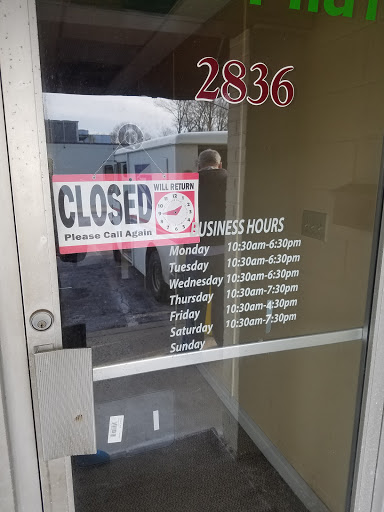 2836
CLOSED
WILL RETURN
Please Call Again
BUSINESS HOURS
Monday 10:30am-6:30pm
Tuesday 10:30am-6:30pm
Wednesday 10:30am-6:30pm
Thursday 10:30am-7:30pm
Friday 10:30am-4:30pm
Saturday 10:30am-7:30pm
Sunday